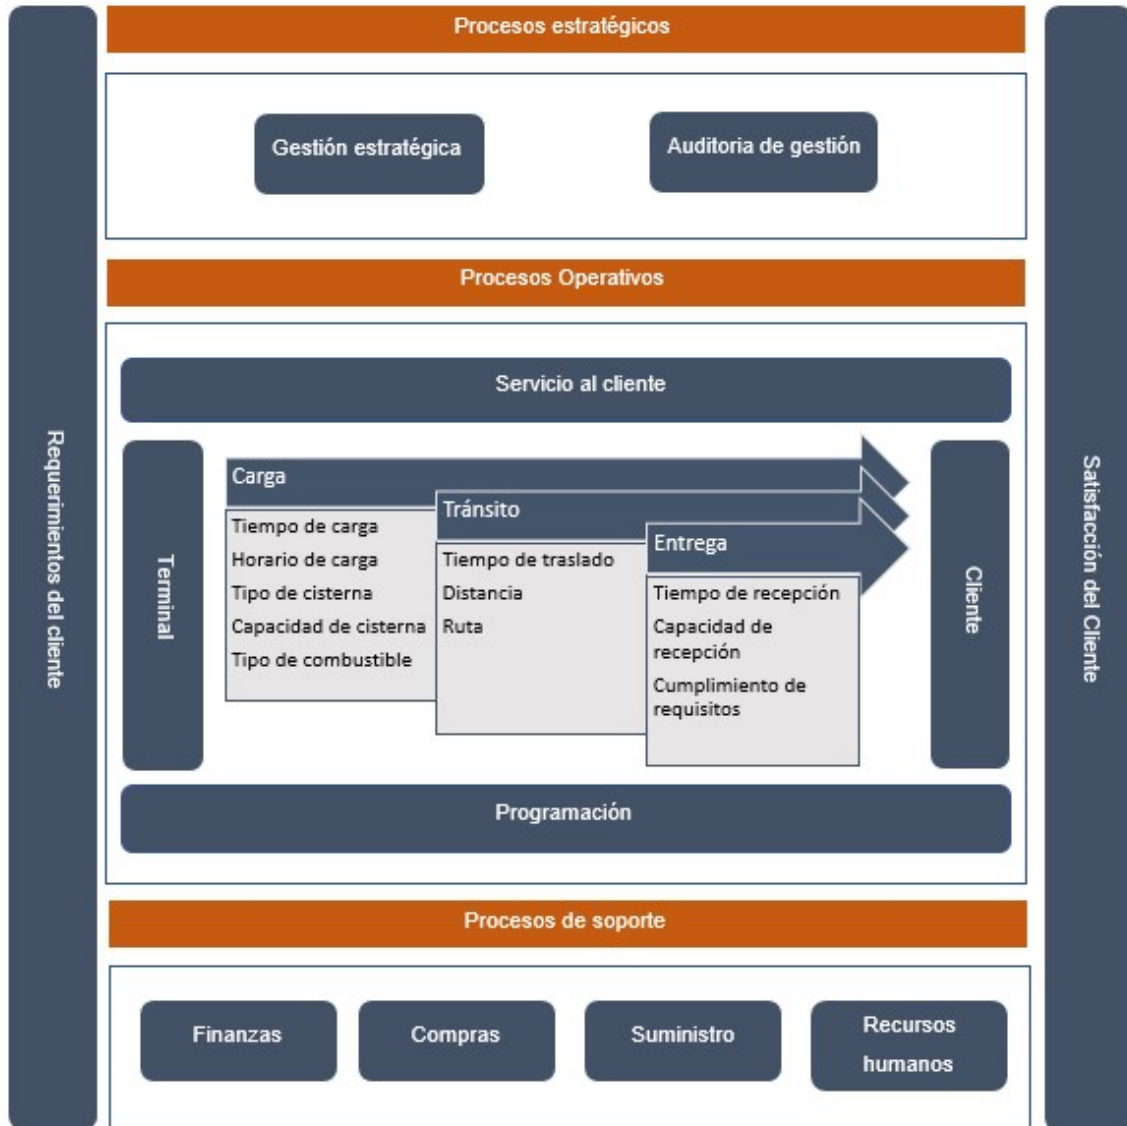 Procesos estratégicos
Gestión estratégica
Auditoria de gestión
Procesos Operativos
Servicio al cliente
Requerimientos del cliente
Terminal
Carga
Tiempo de carga
Horario de carga
Tipo de cisterna
Capacidad de cisterna
Tipo de combustible
Tránsito
Tiempo de traslado
Distancia
Ruta
Entrega
Tiempo de recepción
Capacidad de
recepción
Cumplimiento de
requisitos
Cliente
Satisfacción del Cliente
Programación
Procesos de soporte
Finanzas
Compras
Suministro
Recursos
humanos